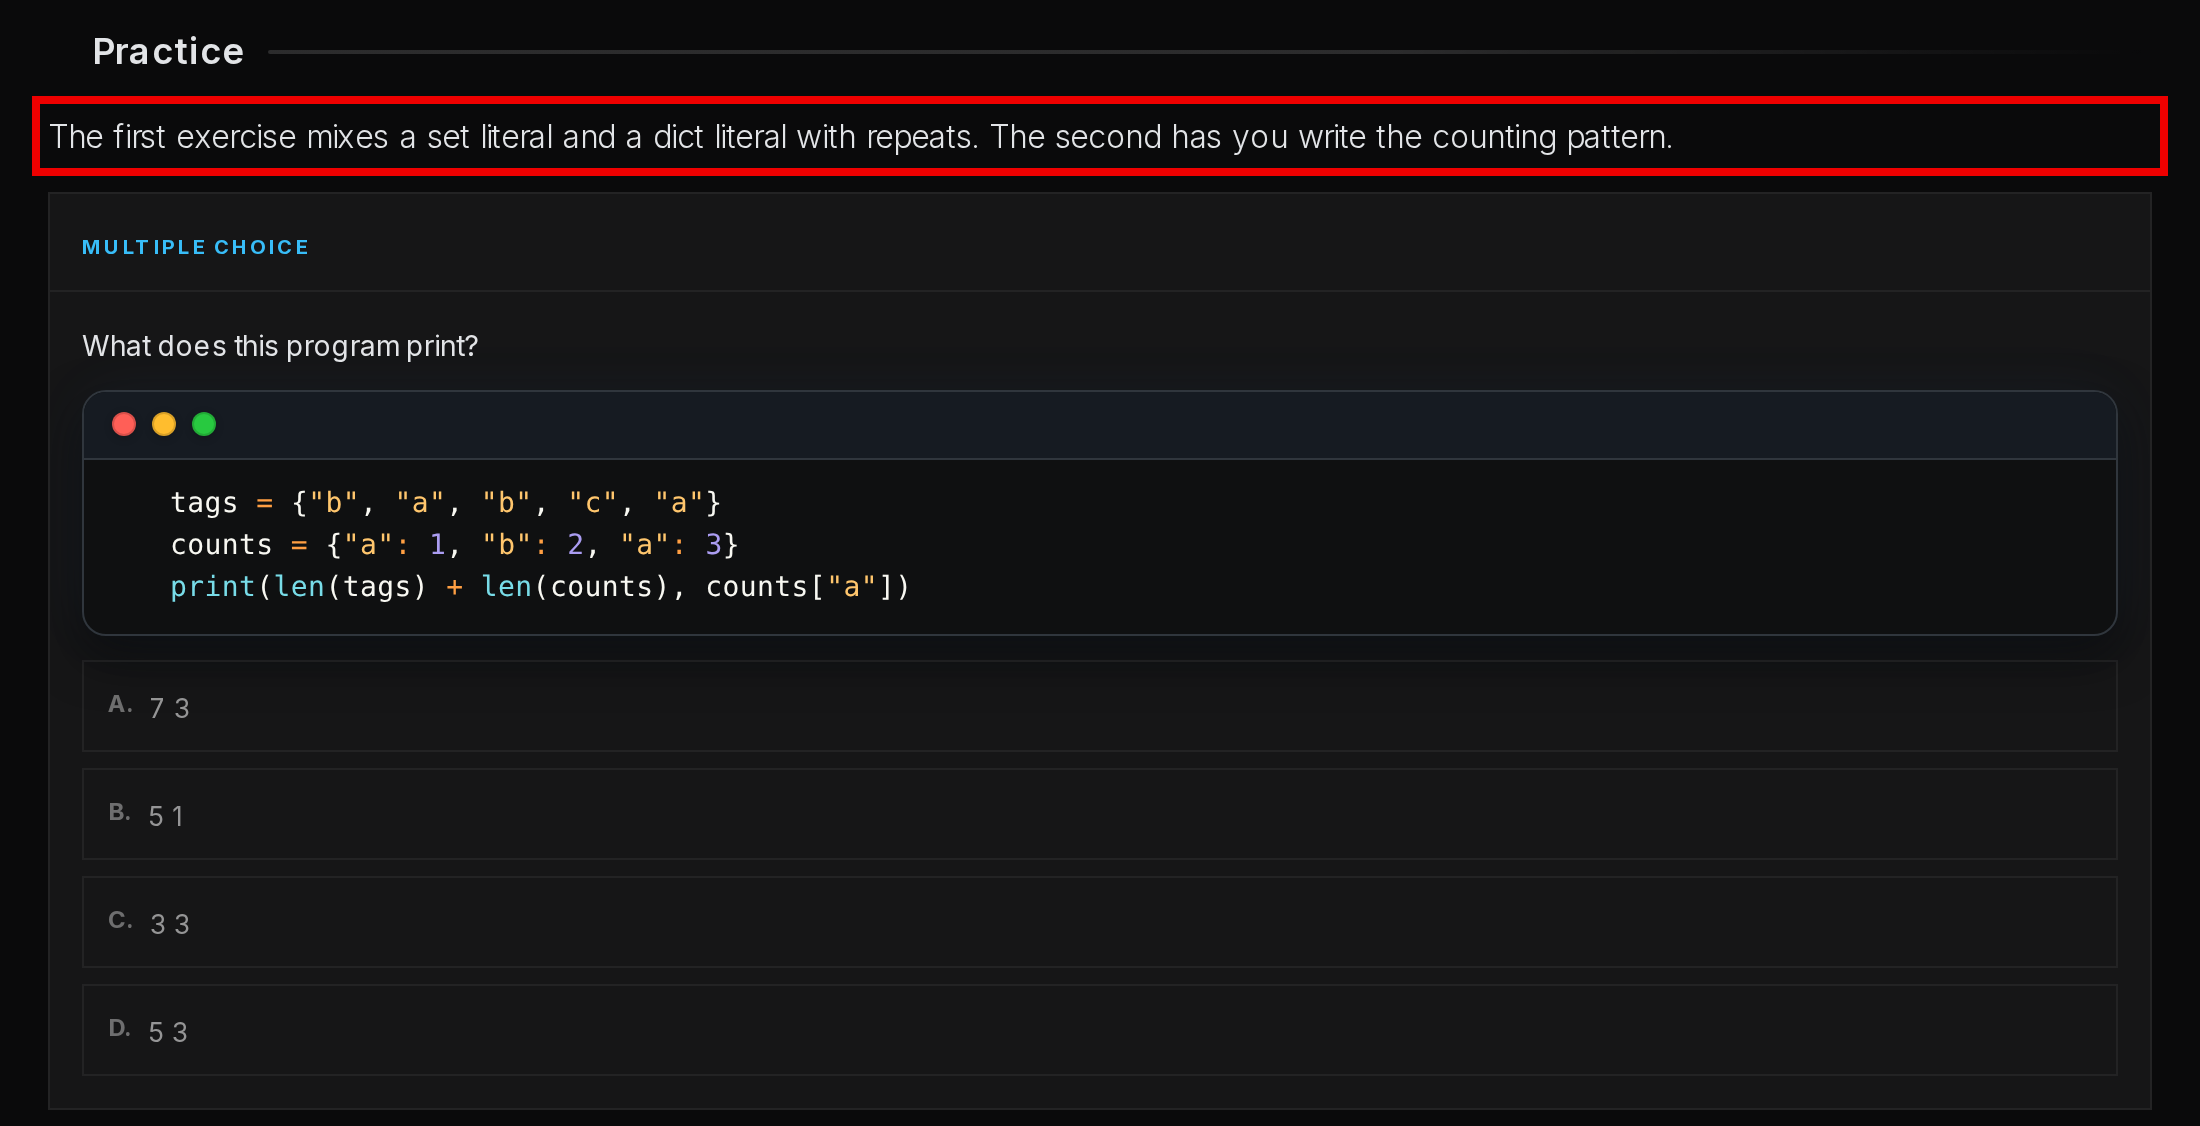 Practice
The first exercise mixes a set literal and a dict literal with repeats. The second has you write the counting pattern.
MULTIPLE CHOICE
What does this program print?
tags = {"b", "a", "b", "c", "a"}
counts = {"a": 1, "b": 2, "a": 3}
print(len(tags) + len(counts), counts["a"])
A. 7 3
B. 5 1
C. 3 3
D. 5 3